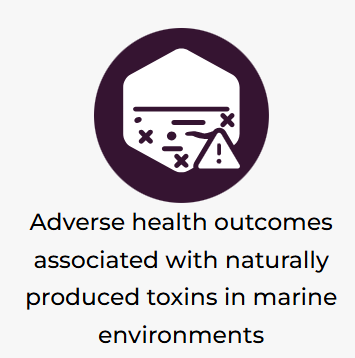 Adverse health outcomes
associated with naturally
produced toxins in marine
environments